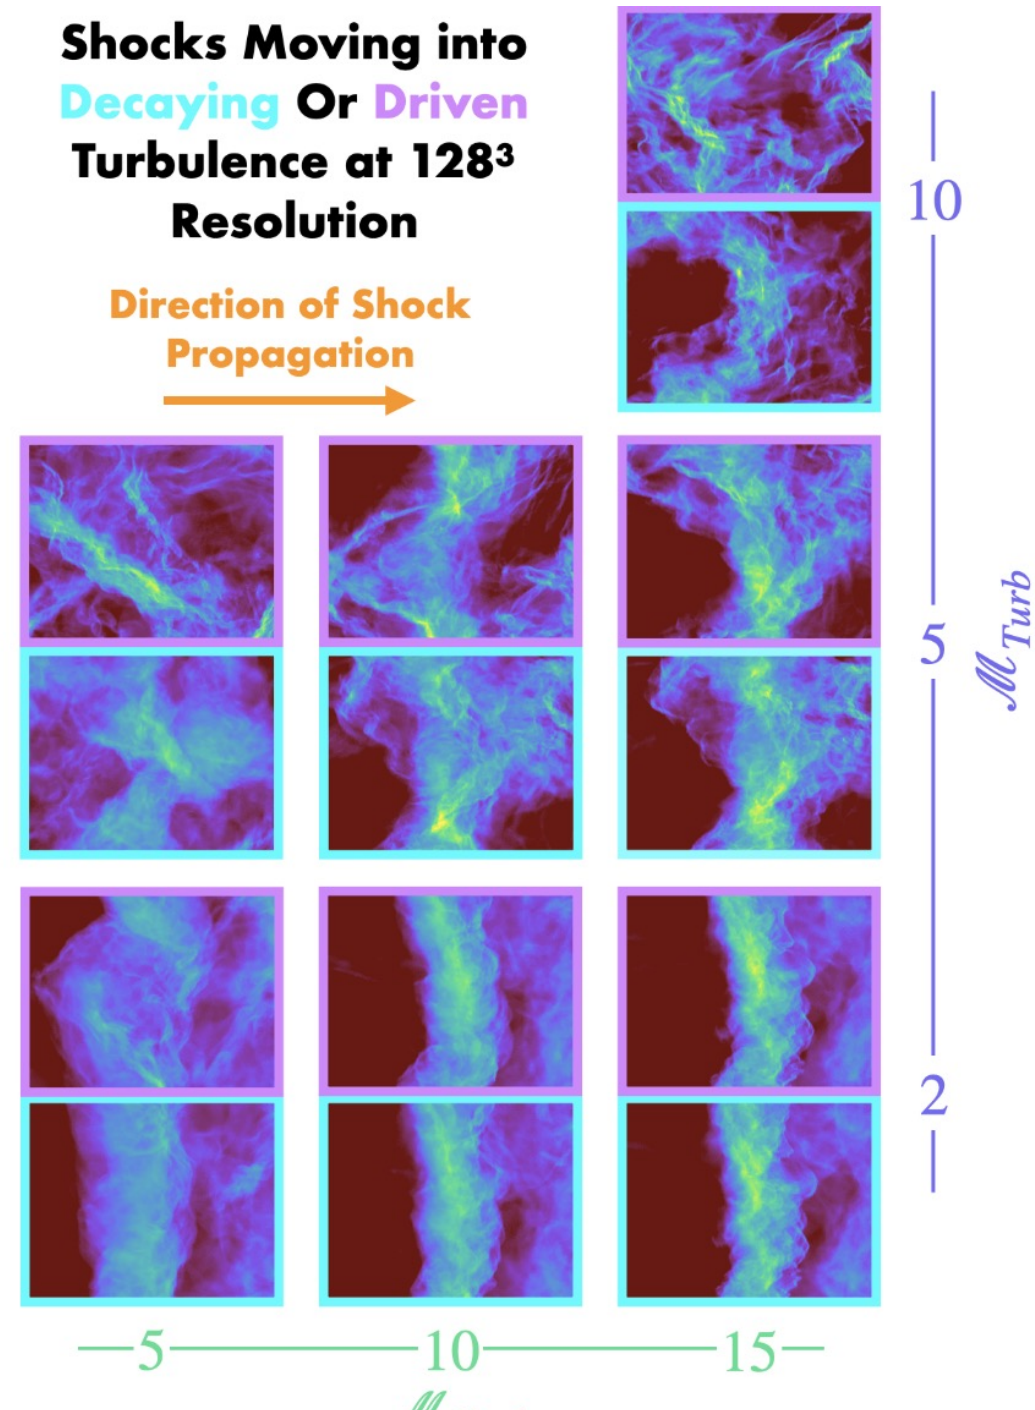 Shocks Moving into
Decaying Or Driven
Turbulence at 128³
Resolution
Direction of Shock
Propagation
10
5
ℳ Turb
2
5 10 15
ℳ